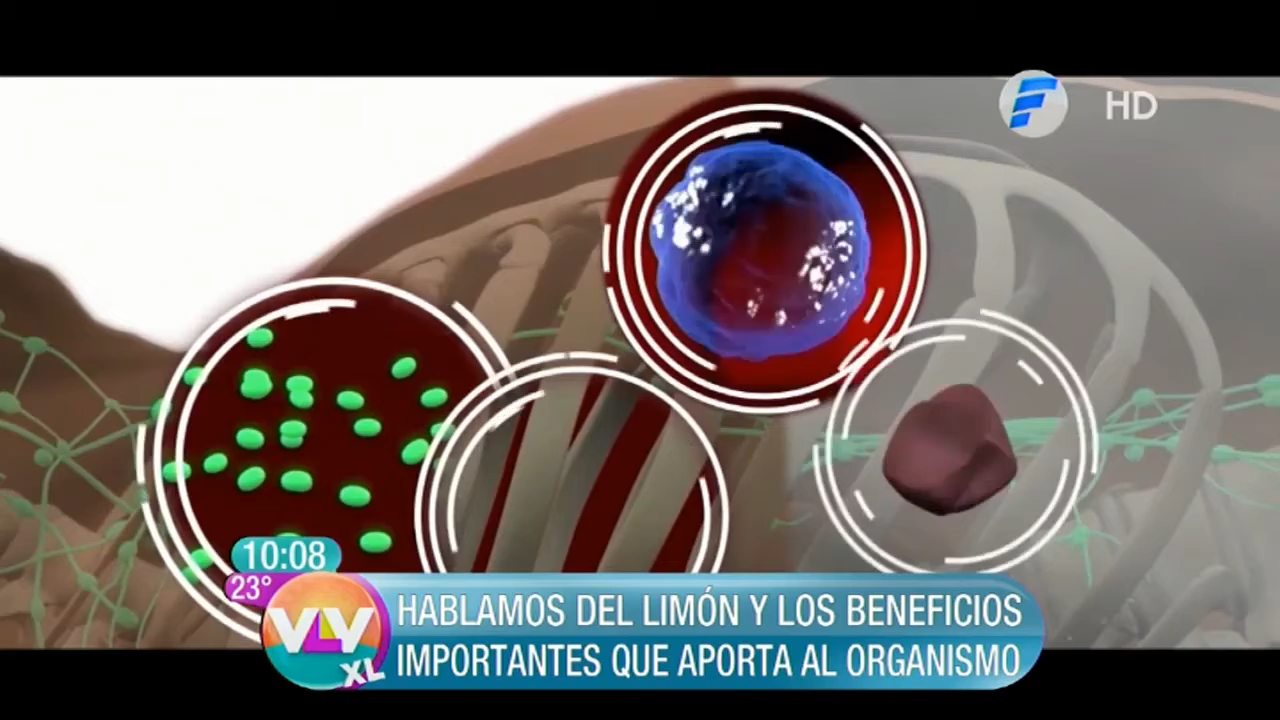 HD
10:08
23°
VLV
XL
HABLAMOS DEL LIMÓN Y LOS BENEFICIOS
IMPORTANTES QUE APORTA AL ORGANISMO